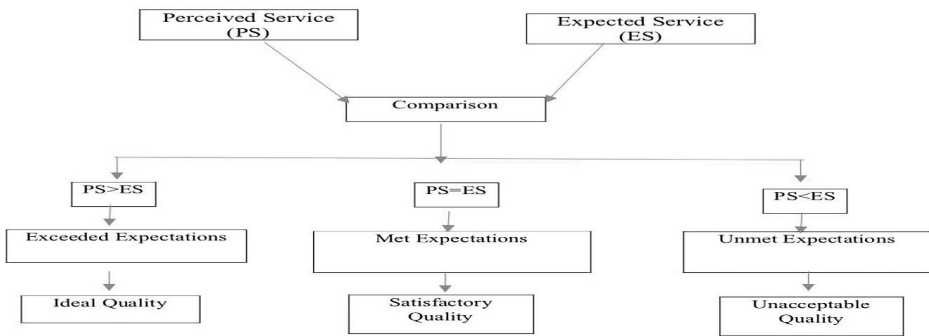 Perceived Service
(PS)
Expected Service
(ES)
Comparison
PS>ES
PS=ES
PS<ES
Exceeded Expectations
Met Expectations
Unmet Expectations
Ideal Quality
Satisfactory
Quality
Unacceptable
Quality